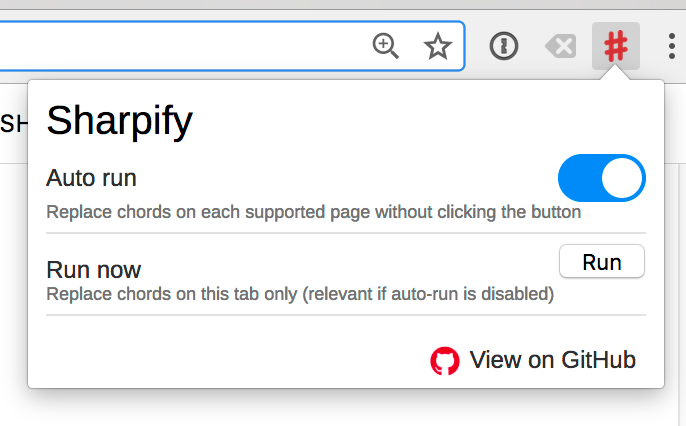 SH
Sharpify
Auto run
Replace chords on each supported page without clicking the button
Run now
Run
Replace chords on this tab only (relevant if auto-run is disabled)
View on GitHub